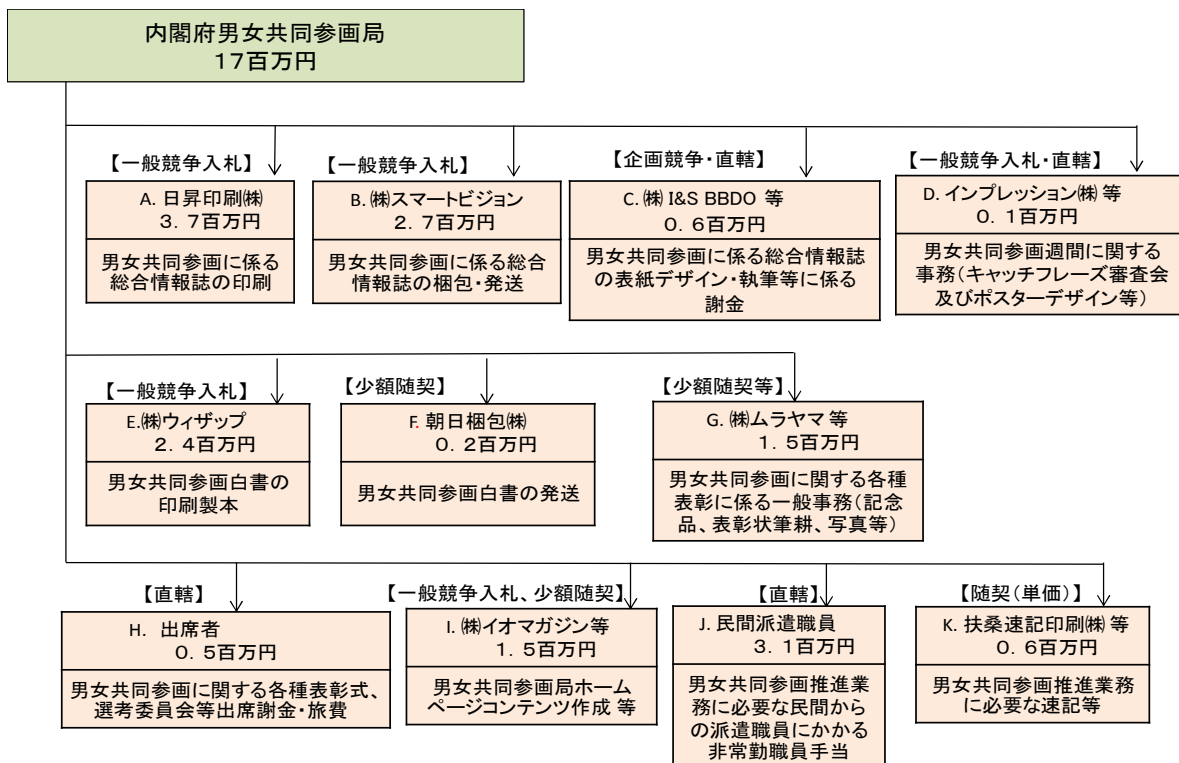 内閣府男女共同参画局
17百万円
【一般競争入札】
A. 日昇印刷㈱
3．7百万円
男女共同参画に係る
総合情報誌の印刷
【一般競争入札】
B. ㈱スマートビジョン
2．7百万円
男女共同参画に係る総合
情報誌の梱包・発送
【企画競争・直轄】
C. ㈱ I&S BBDO 等
0．6百万円
男女共同参画に係る総合情報誌
の表紙デザイン・執筆等に係る
謝金
【一般競争入札・直轄】
D. インプレッション㈱ 等
0．1百万円
男女共同参画週間に関する
事務（キャッチフレーズ審査会
及びポスターデザイン等）
【一般競争入札】
E.㈱ウィザップ
2．4百万円
男女共同参画白書の
印刷製本
【少額随契】
F. 朝日梱包㈱
0．2百万円
男女共同参画白書の発送
【少額随契等】
G. ㈱ムラヤマ 等
1．5百万円
男女共同参画に関する各種
表彰に係る一般事務（記念
品、表彰状筆耕、写真等）
【直轄】
H. 出席者
0．5百万円
男女共同参画に関する各種表彰式、
選考委員会等出席謝金・旅費
【一般競争入札、少額随契】
I. ㈱イオマガジン等
1．5百万円
男女共同参画局ホーム
ページコンテンツ作成 等
【直轄】
J. 民間派遣職員
3．1百万円
男女共同参画推進業
務に必要な民間から
の派遣職員にかかる
非常勤職員手当
【随契（単価）】
K. 扶桑速記印刷㈱ 等
0．6百万円
男女共同参画推進業務
に必要な速記等